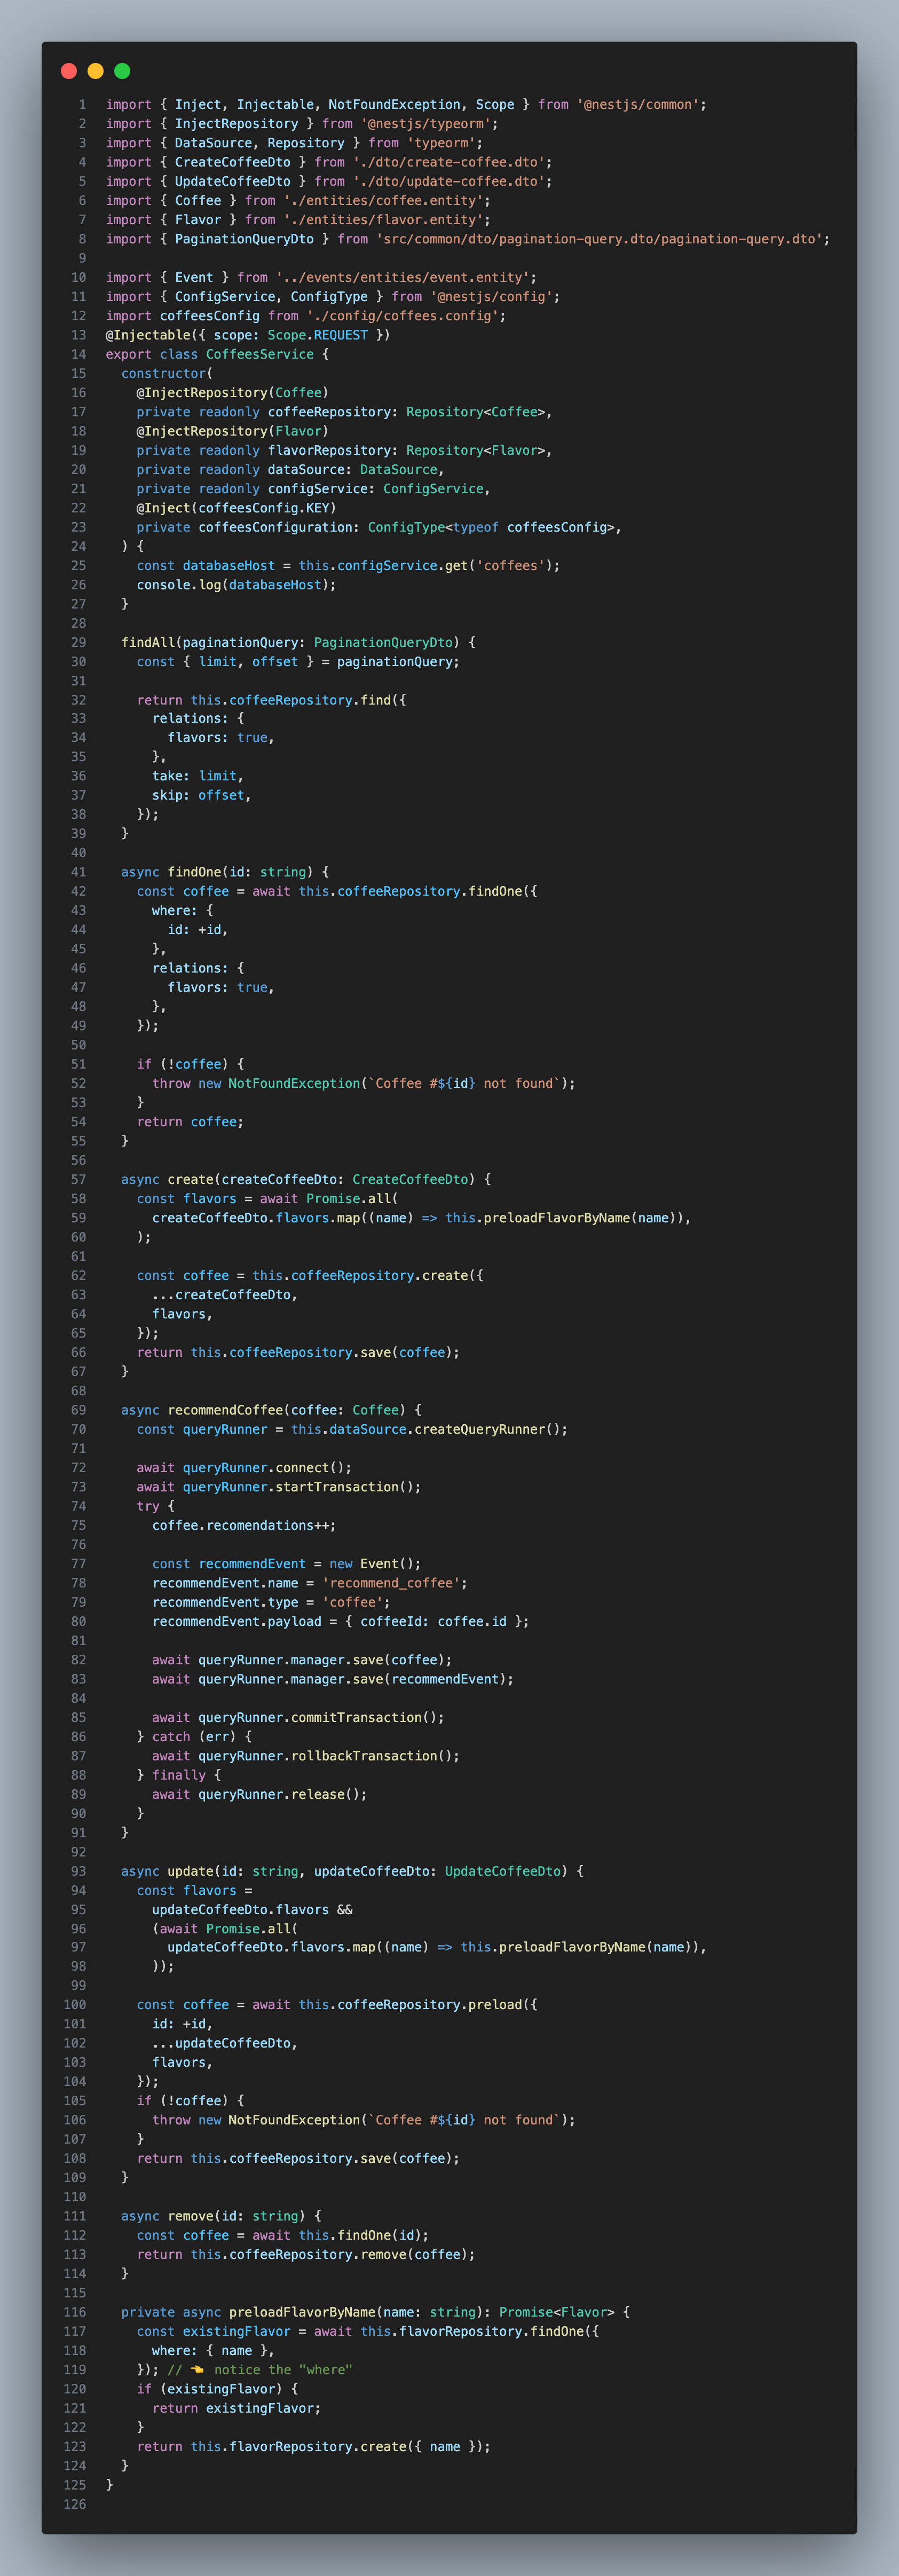 1 import { Inject, Injectable, NotFoundException, Scope } from '@nestjs/common';
2 import { InjectRepository } from '@nestjs/typeorm';
3 import { DataSource, Repository } from 'typeorm';
4 import { CreateCoffeeDto } from './dto/create-coffee.dto';
5 import { UpdateCoffeeDto } from './dto/update-coffee.dto';
6 import { Coffee } from './entities/coffee.entity';
7 import { Flavor } from './entities/flavor.entity';
8 import { PaginationQueryDto } from 'src/common/dto/pagination-query.dto/pagination-query.dto';
9
10 import { Event } from '../events/entities/event.entity';
11 import { ConfigService, ConfigType } from '@nestjs/config';
12 import coffeesConfig from './config/coffees.config';
13 @Injectable({ scope: Scope.REQUEST })
14 export class CoffeesService {
15   constructor(
16     @InjectRepository(Coffee)
17     private readonly coffeeRepository: Repository<Coffee>,
18     @InjectRepository(Flavor)
19     private readonly flavorRepository: Repository<Flavor>,
20     private readonly dataSource: DataSource,
21     private readonly configService: ConfigService,
22     @Inject(coffeesConfig.KEY)
23     private coffeesConfiguration: ConfigType<typeof coffeesConfig>,
24   ) {
25     const databaseHost = this.configService.get('coffees');
26     console.log(databaseHost);
27   }
28
29   findAll(paginationQuery: PaginationQueryDto) {
30     const { limit, offset } = paginationQuery;
31
32     return this.coffeeRepository.find({
33       relations: {
34         flavors: true,
35       },
36       take: limit,
37       skip: offset,
38     });
39   }
40
41   async findOne(id: string) {
42     const coffee = await this.coffeeRepository.findOne({
43       where: {
44         id: +id,
45       },
46       relations: {
47         flavors: true,
48       },
49     });
50
51     if (!coffee) {
52       throw new NotFoundException(`Coffee #${id} not found`);
53     }
54     return coffee;
55   }
56
57   async create(createCoffeeDto: CreateCoffeeDto) {
58     const flavors = await Promise.all(
59       createCoffeeDto.flavors.map((name) => this.preloadFlavorByName(name)),
60     );
61
62     const coffee = this.coffeeRepository.create({
63       ...createCoffeeDto,
64       flavors,
65     });
66     return this.coffeeRepository.save(coffee);
67   }
68
69   async recommendCoffee(coffee: Coffee) {
70     const queryRunner = this.dataSource.createQueryRunner();
71
72     await queryRunner.connect();
73     await queryRunner.startTransaction();
74     try {
75       coffee.recomendations++;
76
77       const recommendEvent = new Event();
78       recommendEvent.name = 'recommend_coffee';
79       recommendEvent.type = 'coffee';
80       recommendEvent.payload = { coffeeId: coffee.id };
81
82       await queryRunner.manager.save(coffee);
83       await queryRunner.manager.save(recommendEvent);
84
85       await queryRunner.commitTransaction();
86     } catch (err) {
87       await queryRunner.rollbackTransaction();
88     } finally {
89       await queryRunner.release();
90     }
91   }
92
93   async update(id: string, updateCoffeeDto: UpdateCoffeeDto) {
94     const flavors =
95       updateCoffeeDto.flavors &&
96       (await Promise.all(
97         updateCoffeeDto.flavors.map((name) => this.preloadFlavorByName(name)),
98       ));
99
100     const coffee = await this.coffeeRepository.preload({
101       id: +id,
102       ...updateCoffeeDto,
103       flavors,
104     });
105     if (!coffee) {
106       throw new NotFoundException(`Coffee #${id} not found`);
107     }
108     return this.coffeeRepository.save(coffee);
109   }
110
111   async remove(id: string) {
112     const coffee = await this.findOne(id);
113     return this.coffeeRepository.remove(coffee);
114   }
115
116   private async preloadFlavorByName(name: string): Promise<Flavor> {
117     const existingFlavor = await this.flavorRepository.findOne({
118       where: { name },
119     }); // 👈 notice the "where"
120     if (existingFlavor) {
121       return existingFlavor;
122     }
123     return this.flavorRepository.create({ name });
124   }
125 }
126